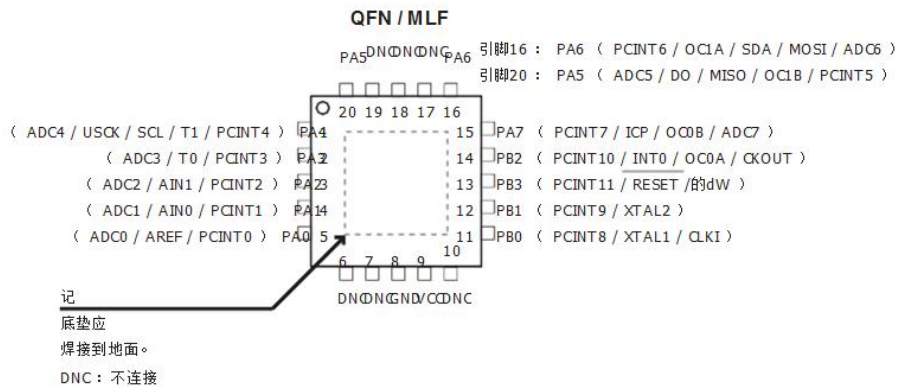 QFN / MLF
引脚16： PA6 （ PCINT6 / OC1A / SDA / MOSI / ADC6 ）
引脚20： PA5 （ ADC5 / DO / MISO / OC1B / PCINT5 ）
PA5 DNC DNC DNC PA6
20 19 18 17 16
（ ADC4 / USCK / SCL / T1 / PCINT4 ） PA4 1
15 PA7 （ PCINT7 / ICP / OC0B / ADC7 ）
（ ADC3 / T0 / PCINT3 ） PA3 2
14 PB2 （ PCINT10 / INT0 / OC0A / CKOUT ）
（ ADC2 / AIN1 / PCINT2 ） PA2 3
13 PB3 （ PCINT11 / RESET /的dW ）
（ ADC1 / AIN0 / PCINT1 ） PA1 4
12 PB1 （ PCINT9 / XTAL2 ）
（ ADC0 / AREF / PCINT0 ） PA0 5
11 PB0 （ PCINT8 / XTAL1 / CLKI ）
6 7 8 9 10
DNC DNC GND VCC DNC
记
底垫应
焊接到地面。
DNC： 不连接